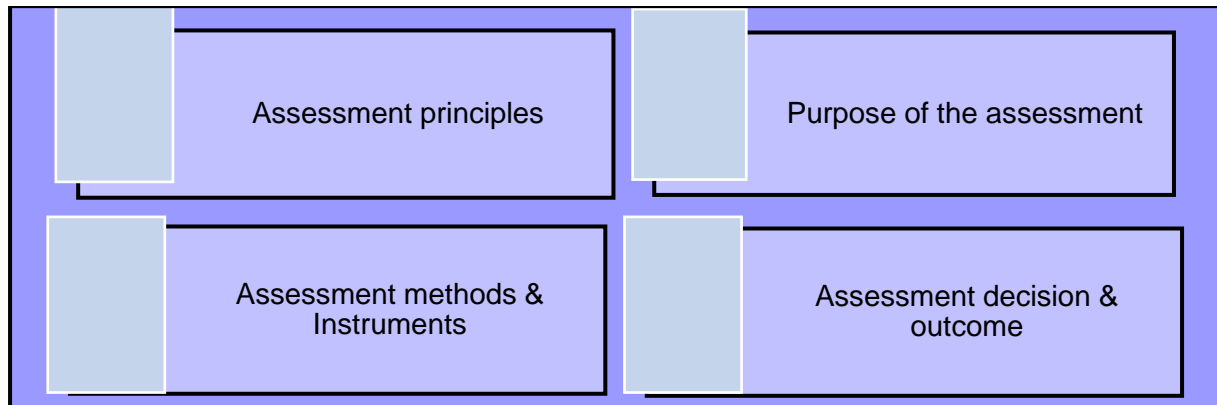 Assessment principles
Purpose of the assessment
Assessment methods &
Instruments
Assessment decision &
outcome